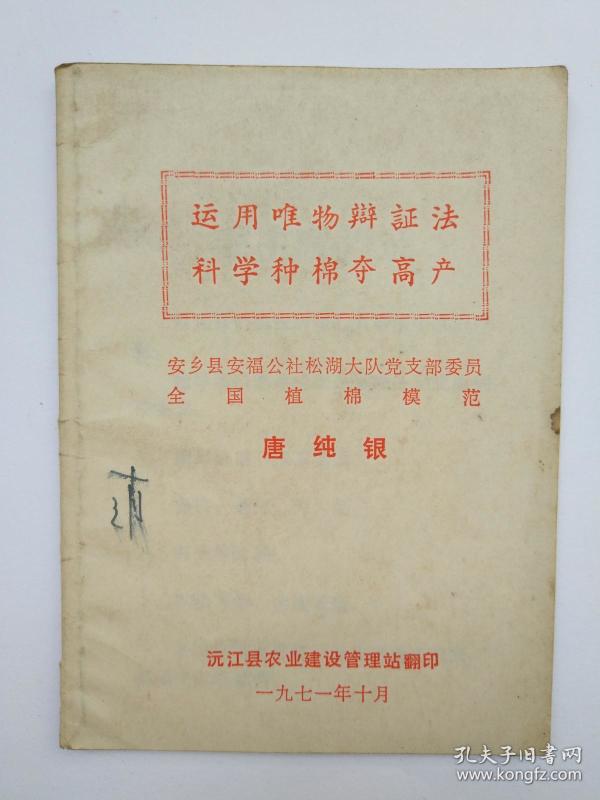 运用唯物辩証法
科学种棉夺高产
安乡县安福公社松湖大队党支部委员
全国植棉模范
唐纯银
沅江县农业建设管理站翻印
一九七一年十月
孔夫子旧书网
www.kongfz.com